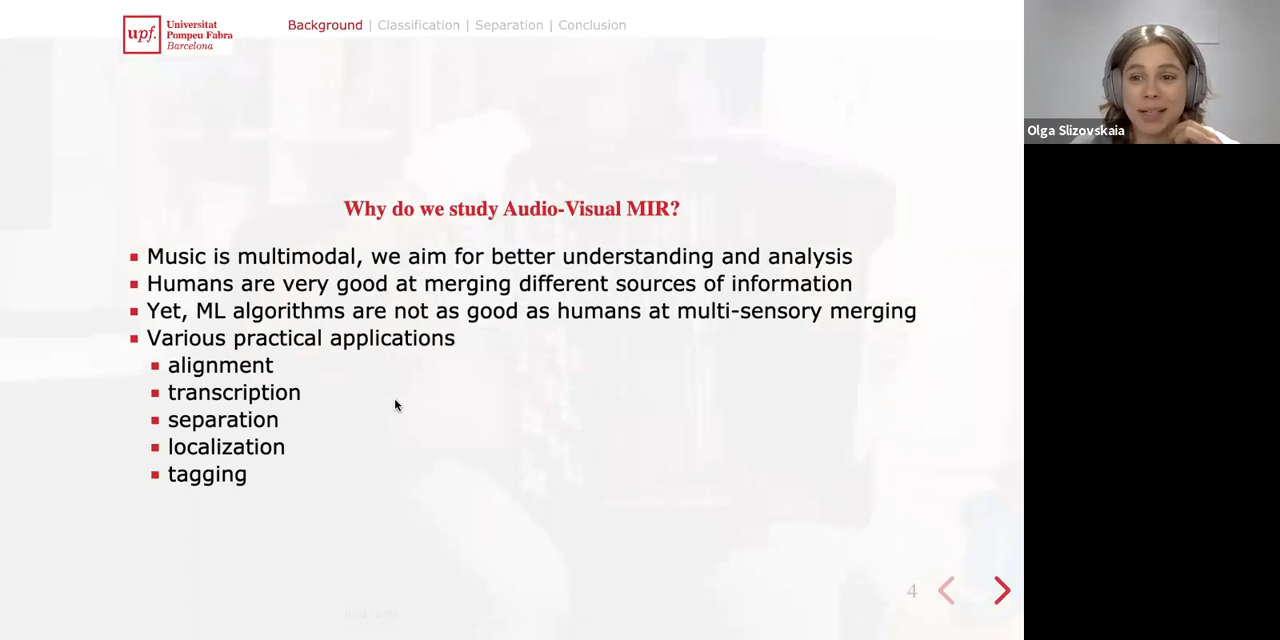 upf.
Universitat
Pompeu Fabra
Barcelona
Background | Classification | Separation | Conclusion
Olga Slizovskaia
Why do we study Audio-Visual MIR?
Music is multimodal, we aim for better understanding and analysis
Humans are very good at merging different sources of information
Yet, ML algorithms are not as good as humans at multi-sensory merging
Various practical applications
alignment
transcription
separation
localization
tagging
4